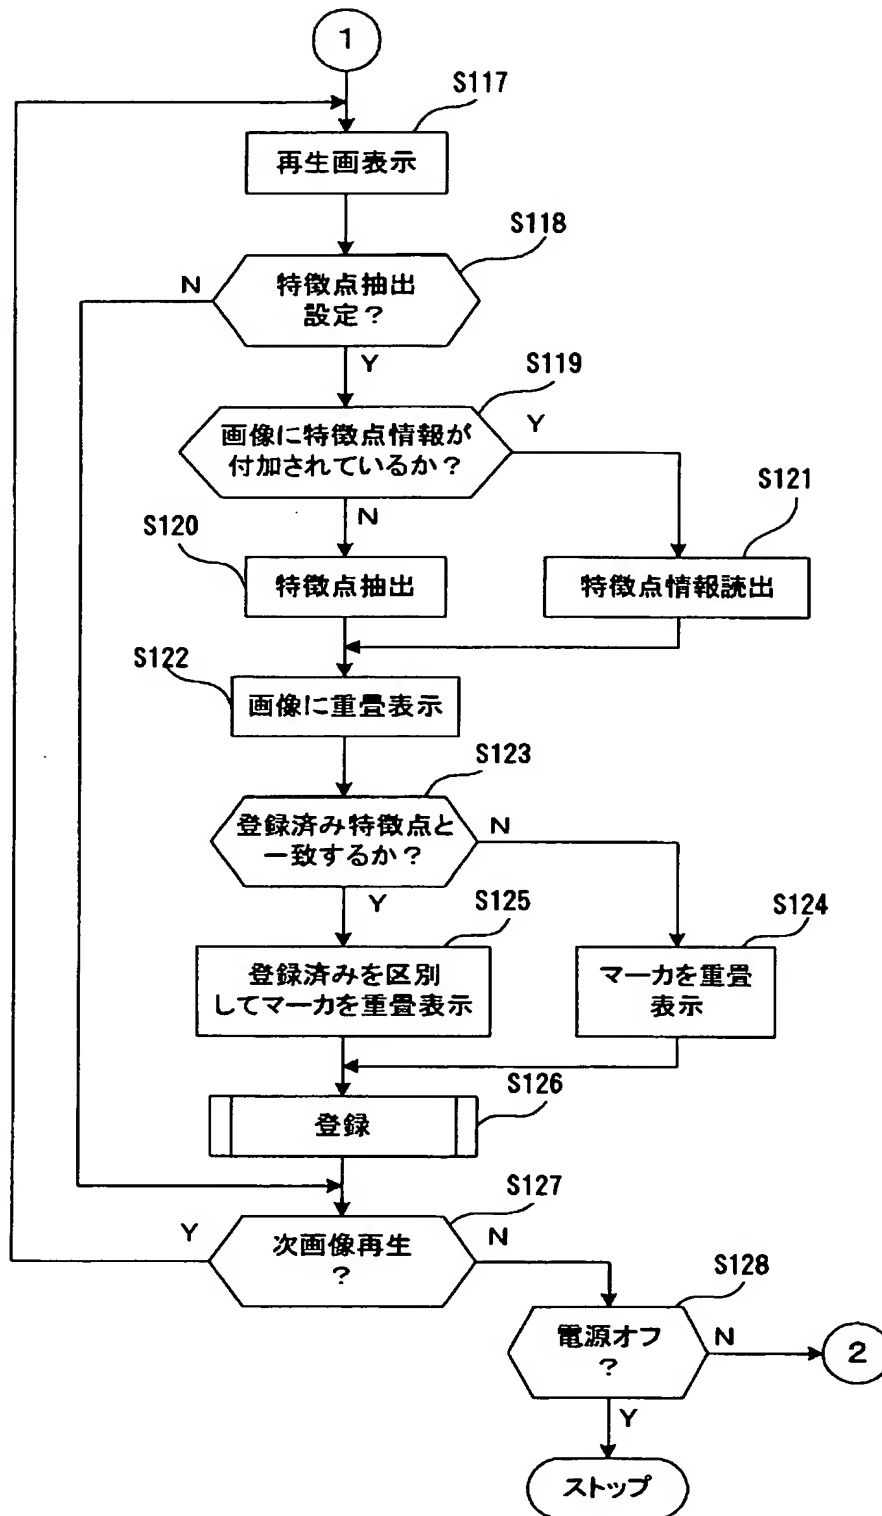 1
S117
再生画表示
S118
特徴点抽出
設定？
N
Y
S119
画像に特徴点情報が
付加されているか？
Y
N
S120
特徴点抽出
S121
特徴点情報読出
S122
画像に重畳表示
S123
登録済み特徴点と
一致するか？
N
Y
S125
登録済みを区別
してマーカを重畳表示
S124
マーカを重畳
表示
S126
登録
S127
次画像再生
？
Y
N
S128
電源オフ
？
N
2
Y
ストップ